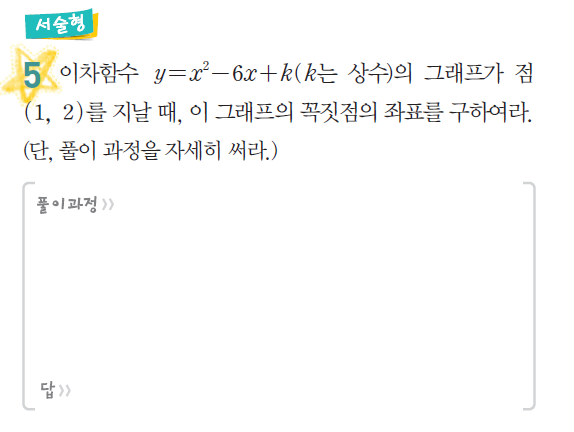 서술형
5 이차함수 y=x²-6x+k(k는 상수)의 그래프가 점
(1, 2)를 지날 때, 이 그래프의 꼭짓점의 좌표를 구하여라.
(단, 풀이 과정을 자세히 써라.)
풀이과정 》
답 》